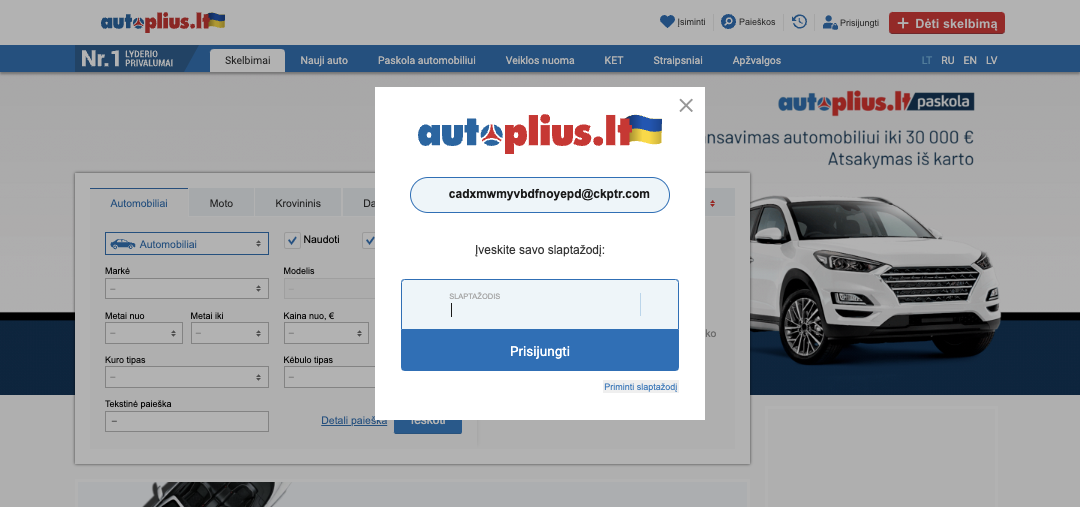 autoplius.lt
Įsiminti
Paieškos
Prisijungti
+ Dėti skelbimą
Nr.1 LYDERIO
PRIVALUMAI
Skelbimai
Nauji auto
Paskola automobiliui
Veiklos nuoma
KET
Straipsniai
Apžvalgos
LT RU EN LV
autoplius.lt
cadxmwmyvbdfnoyepd@ckptr.com
Įveskite savo slaptažodį:
SLAPTAŽODIS
Prisijungti
Priminti slaptažodį
autoplius.lt paskola
automobiliui iki 30 000 €
Atsakymas iš karto
Automobiliai
Moto
Krovininis
Automobiliai
Naudoti
Markė
Modelis
–
–
Metai nuo
Metai iki
Kaina nuo, €
–
–
–
Kuro tipas
Kėbulo tipas
–
–
Tekstinė paieška
–
Detali paieška
Ieškoti